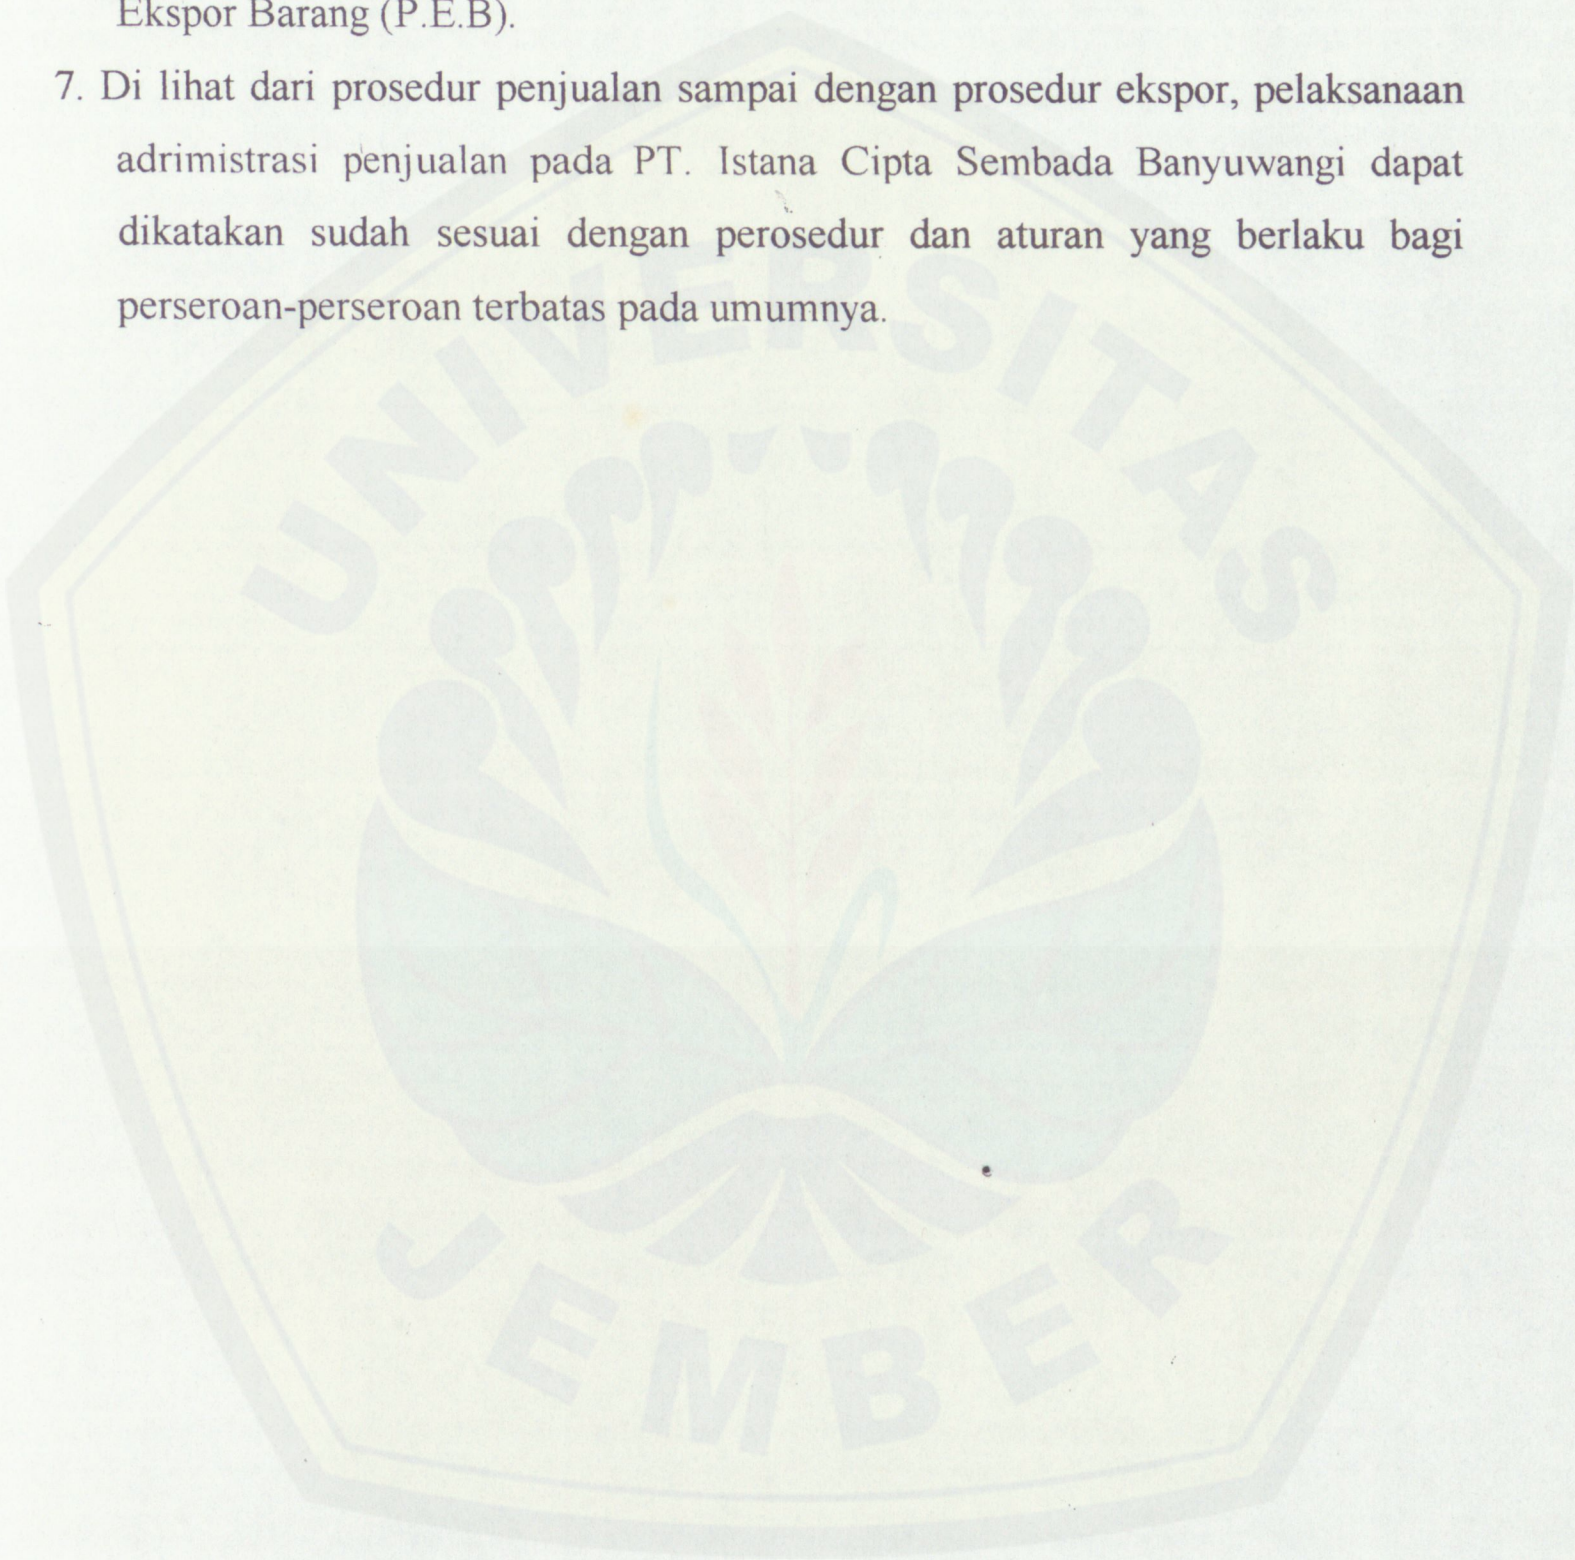 Ekspor Barang (P.E.B).
7. Di lihat dari prosedur penjualan sampai dengan prosedur ekspor, pelaksanaan
adrimistrasi penjualan pada PT. Istana Cipta Sembada Banyuwangi dapat
dikatakan sudah sesuai dengan perosedur dan aturan yang berlaku bagi
perseroan-perseroan terbatas pada umumnya.
UNIVERSITAS
JEMBER